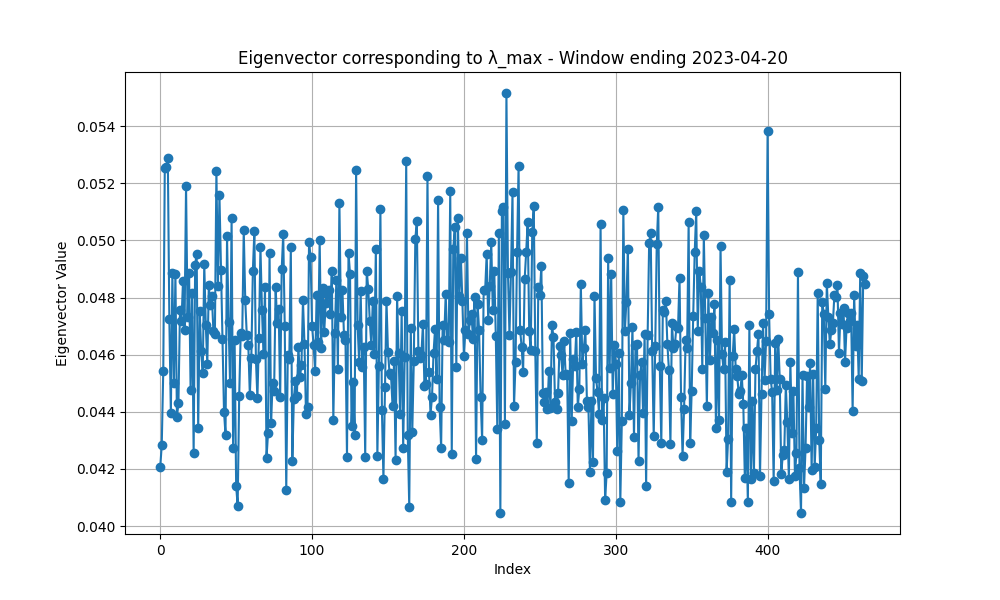 Eigenvector corresponding to λ_max - Window ending 2023-04-20
Eigenvector Value
0.054
0.052
0.050
0.048
0.046
0.044
0.042
0.040
0 100 200 300 400
Index